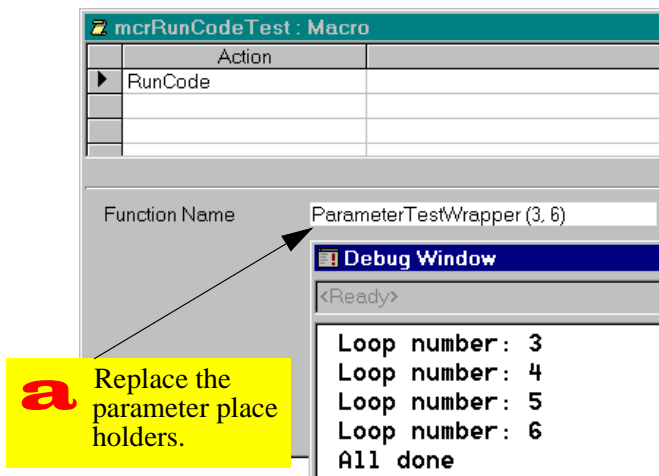 mcrRunCodeTest : Macro
Action
RunCode
Function Name
ParameterTestWrapper (3, 6)
Debug Window
<Ready>
Loop number: 3
Loop number: 4
Loop number: 5
Loop number: 6
All done
a
Replace the
parameter place
holders.